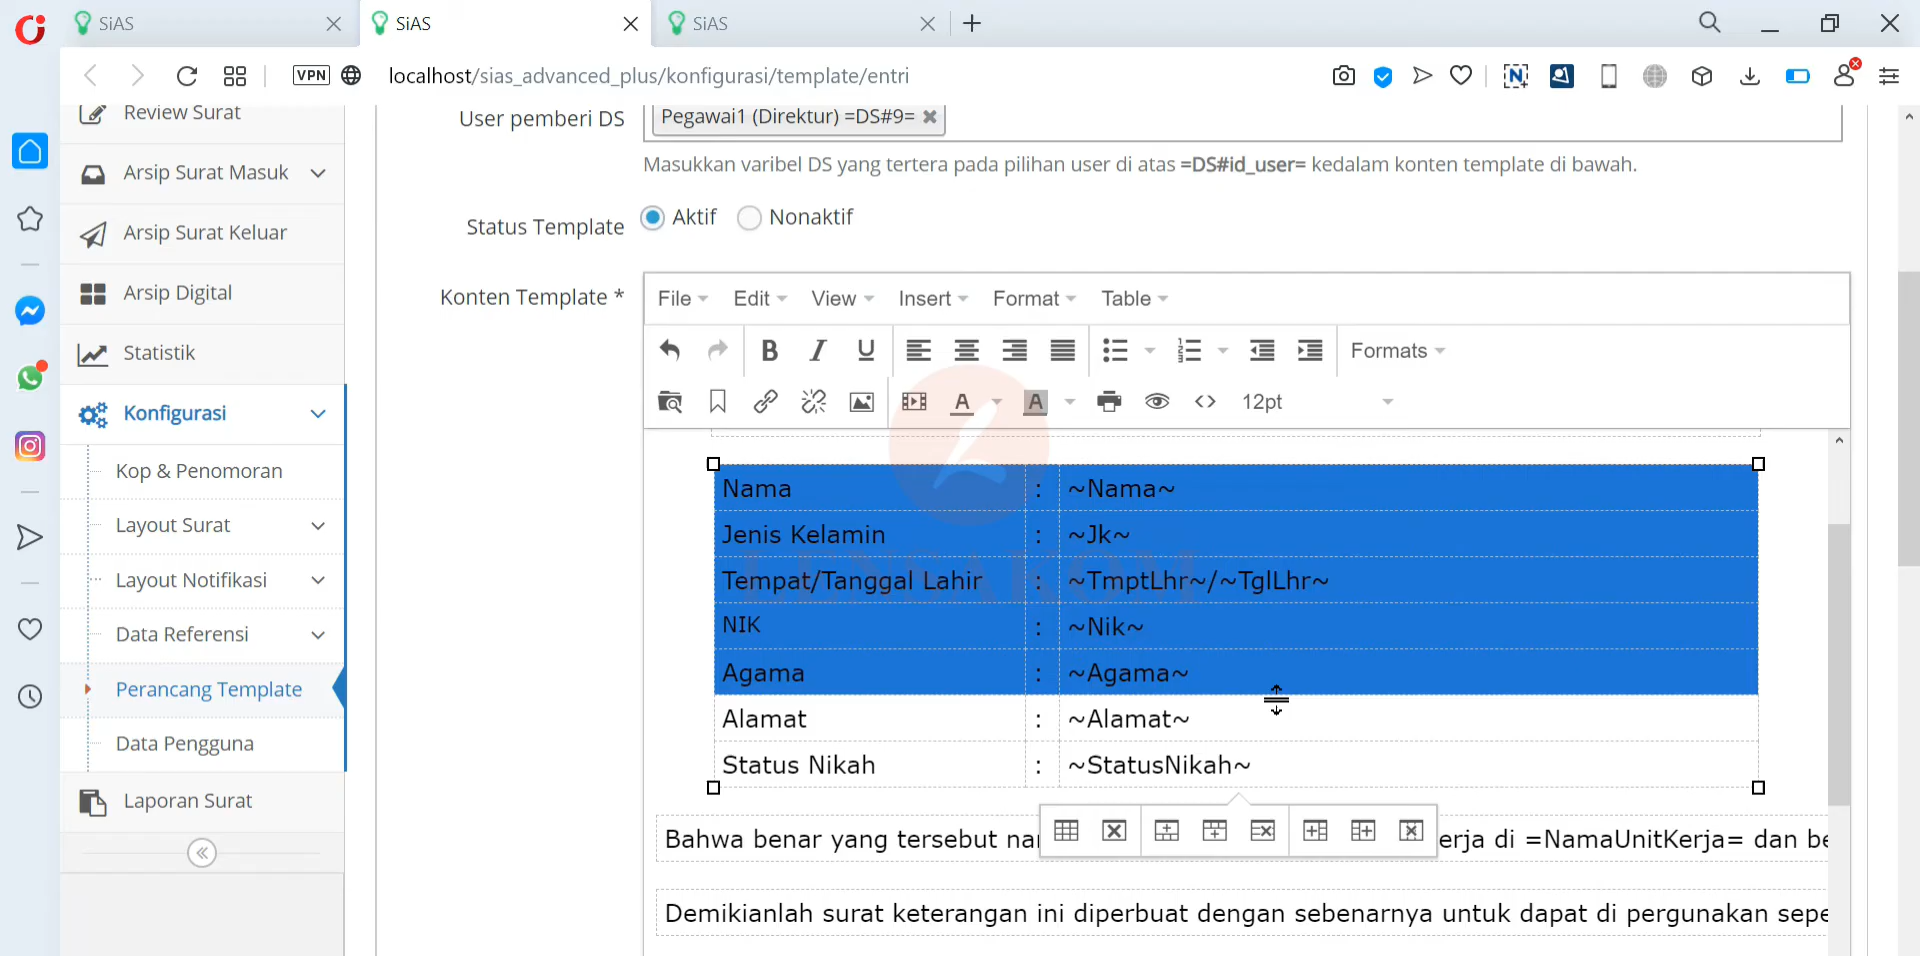 SiAS
SiAS
SiAS
VPN
localhost/sias_advanced_plus/konfigurasi/template/entri
Review Surat
Arsip Surat Masuk
Arsip Surat Keluar
Arsip Digital
Statistik
Konfigurasi
Kop & Penomoran
Layout Surat
Layout Notifikasi
Data Referensi
Perancang Template
Data Pengguna
Laporan Surat
User pemberi DS
Pegawai1 (Direktur) =DS#9=
Masukkan varibel DS yang tertera pada pilihan user di atas =DS#id_user= kedalam konten template di bawah.
Status Template
Aktif
Nonaktif
Konten Template *
File Edit View Insert Format Table
Formats
12pt
LENSAKOM
Nama : ~Nama~
Jenis Kelamin : ~Jk~
Tempat/Tanggal Lahir : ~TmptLhr~/~TglLhr~
NIK : ~Nik~
Agama : ~Agama~
Alamat : ~Alamat~
Status Nikah : ~StatusNikah~
Bahwa benar yang tersebut erja di =NamaUnitKerja= dan
Demikianlah surat keterangan ini diperbuat dengan sebenarnya untuk dapat di pergunakan